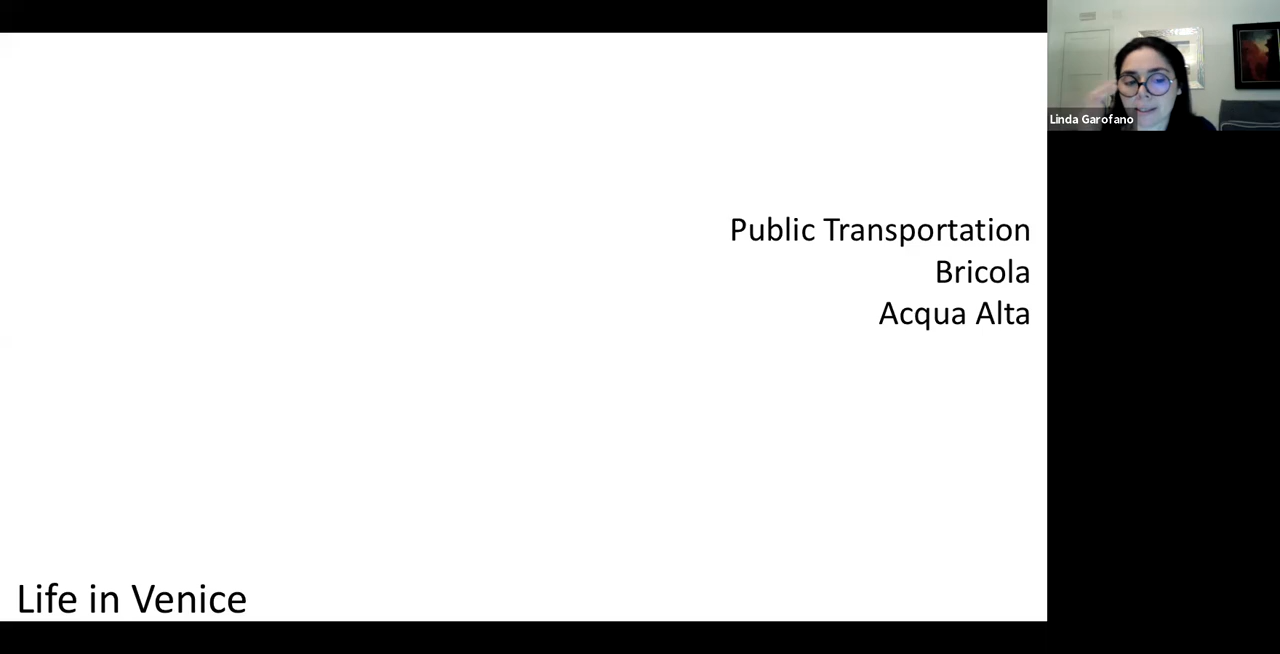 Linda Garofano
Public Transportation
Bricola
Acqua Alta
Life in Venice